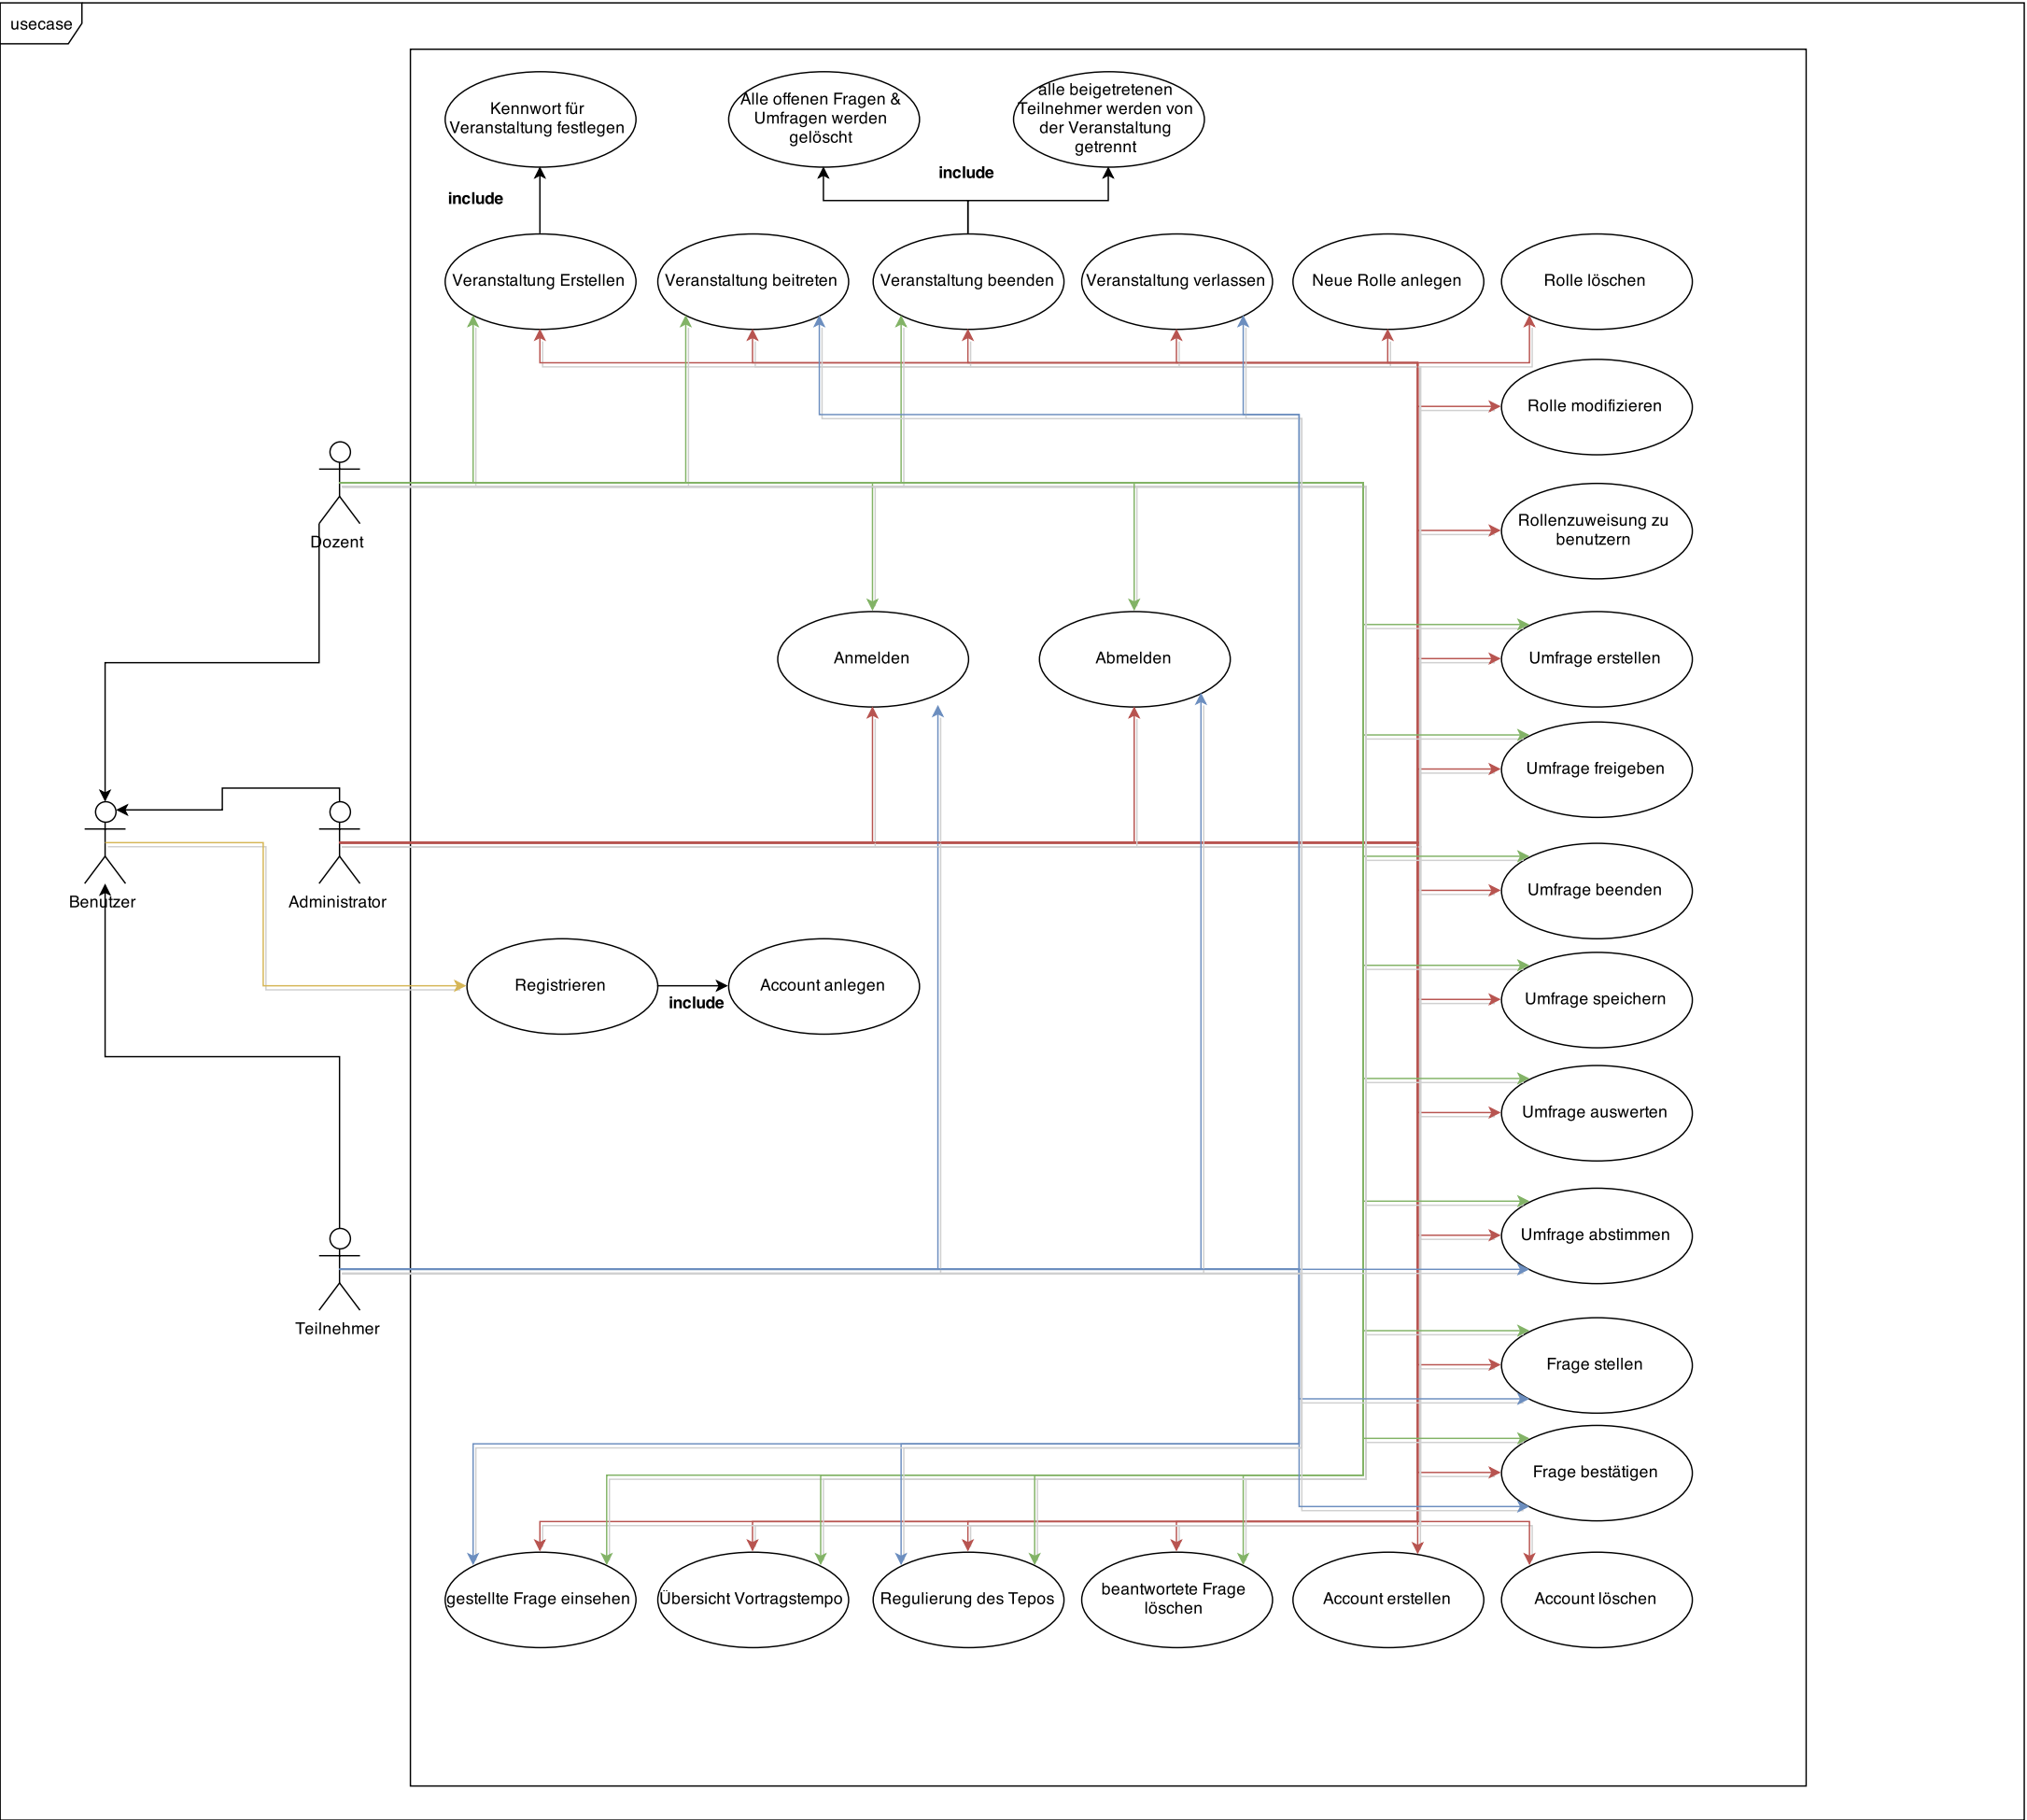 usecase
Kennwort für
Veranstaltung festlegen
Alle offenen Fragen &
Umfragen werden
gelöscht
alle beigetretenen
Teilnehmer werden von
der Veranstaltung
getrennt
include
include
Veranstaltung Erstellen
Veranstaltung beitreten
Veranstaltung beenden
Veranstaltung verlassen
Neue Rolle anlegen
Rolle löschen
Rolle modifizieren
Dozent
Rollenzuweisung zu
benutzern
Anmelden
Abmelden
Umfrage erstellen
Umfrage freigeben
Benutzer
Administrator
Umfrage beenden
Registrieren
include
Account anlegen
Umfrage speichern
Umfrage auswerten
Umfrage abstimmen
Teilnehmer
Frage stellen
Frage bestätigen
gestellte Frage einsehen
Übersicht Vortragstempo
Regulierung des Tepos
beantwortete Frage
löschen
Account erstellen
Account löschen